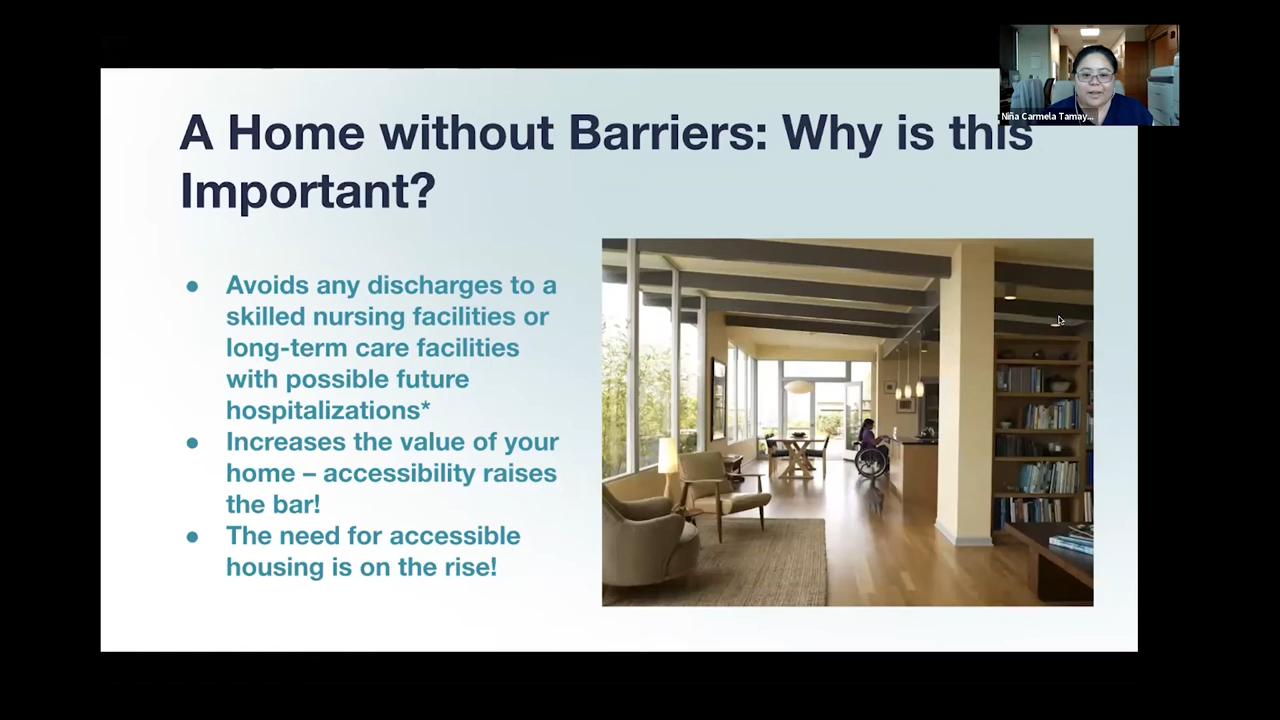 A Home without Barriers: Why is this
Important?
Niña Carmela Tamay...
● Avoids any discharges to a
skilled nursing facilities or
long-term care facilities
with possible future
hospitalizations*
● Increases the value of your
home – accessibility raises
the bar!
● The need for accessible
housing is on the rise!